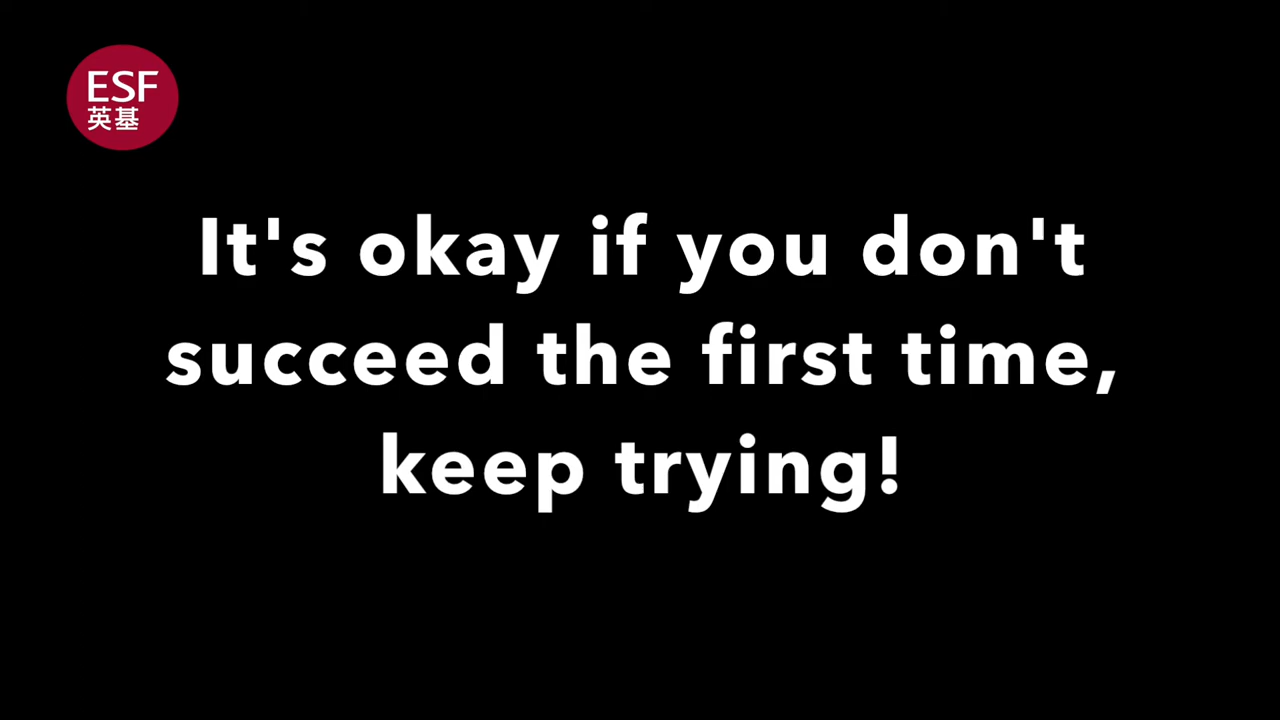 ESF
英基
It's okay if you don't
succeed the first time,
keep trying!